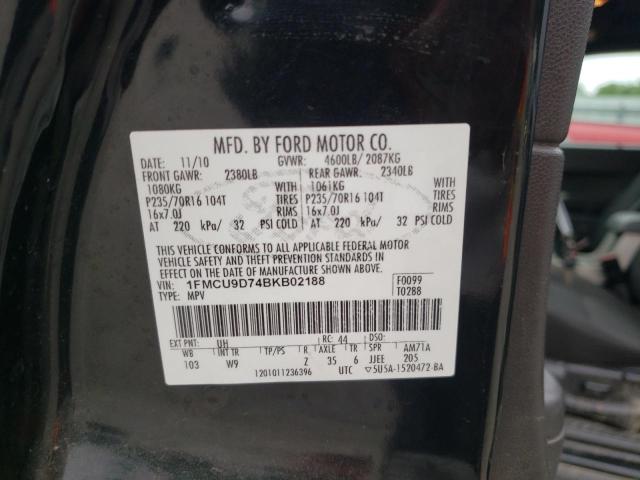 MFD. BY FORD MOTOR CO.
DATE: 11/10 GVWR: 4600LB/ 2087KG
FRONT GAWR: 2380LB REAR GAWR: 2340LB
1080KG WITH 1061KG WITH
P235/70R16 104T TIRES P235/70R16 104T TIRES
16x7.0J RIMS 16x7.0J RIMS
AT 220 kPa/ 32 PSI COLD AT 220 kPa/ 32 PSI COLD
THIS VEHICLE CONFORMS TO ALL APPLICABLE FEDERAL MOTOR
VEHICLE SAFETY AND THEFT PREVENTION STANDARDS IN
EFFECT ON THE DATE OF MANUFACTURE SHOWN ABOVE.
VIN: 1FMCU9D74BKB02188 F0099
TYPE: MPV T0288
EXT PNT: UH RC: 44 DSO:
WB INT TR TP/PS R AXLE TR SPR AM71A
103 W9 2 35 6 JJEE 205
1201011236396 UTC 5U5A-1520472-BA